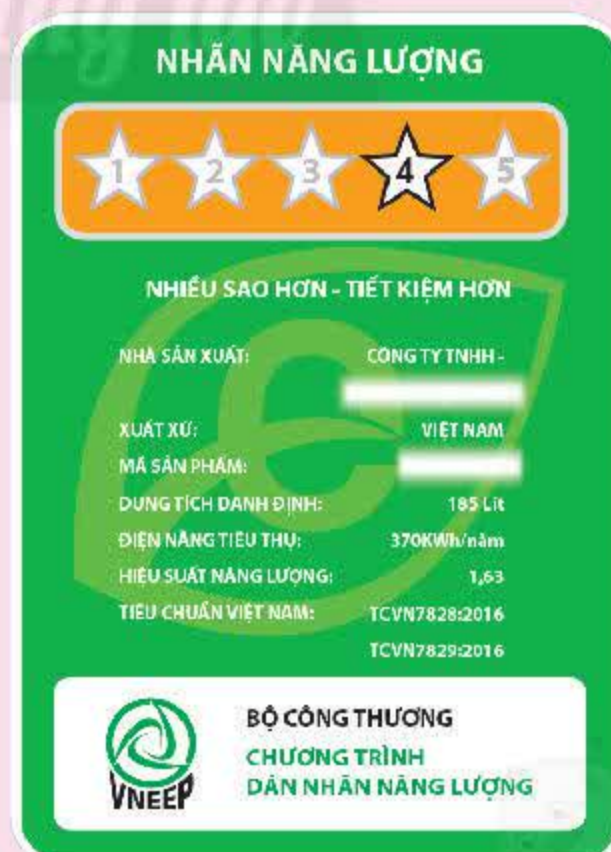 NHÃN NĂNG LƯỢNG
1 2 3 4 5
NHIỀU SAO HƠN - TIẾT KIỆM HƠN
NHÀ SẢN XUẤT: CÔNG TY TNHH -
XUẤT XỨ: VIỆT NAM
MÃ SẢN PHẨM:
DUNG TÍCH DANH ĐỊNH: 185 Lít
ĐIỆN NĂNG TIÊU THỤ: 370KWh/năm
HIỆU SUẤT NĂNG LƯỢNG: 1,63
TIÊU CHUẨN VIỆT NAM: TCVN7828:2016
TCVN7829:2016
VNEEP
BỘ CÔNG THƯƠNG
CHƯƠNG TRÌNH
DÁN NHÃN NĂNG LƯỢNG